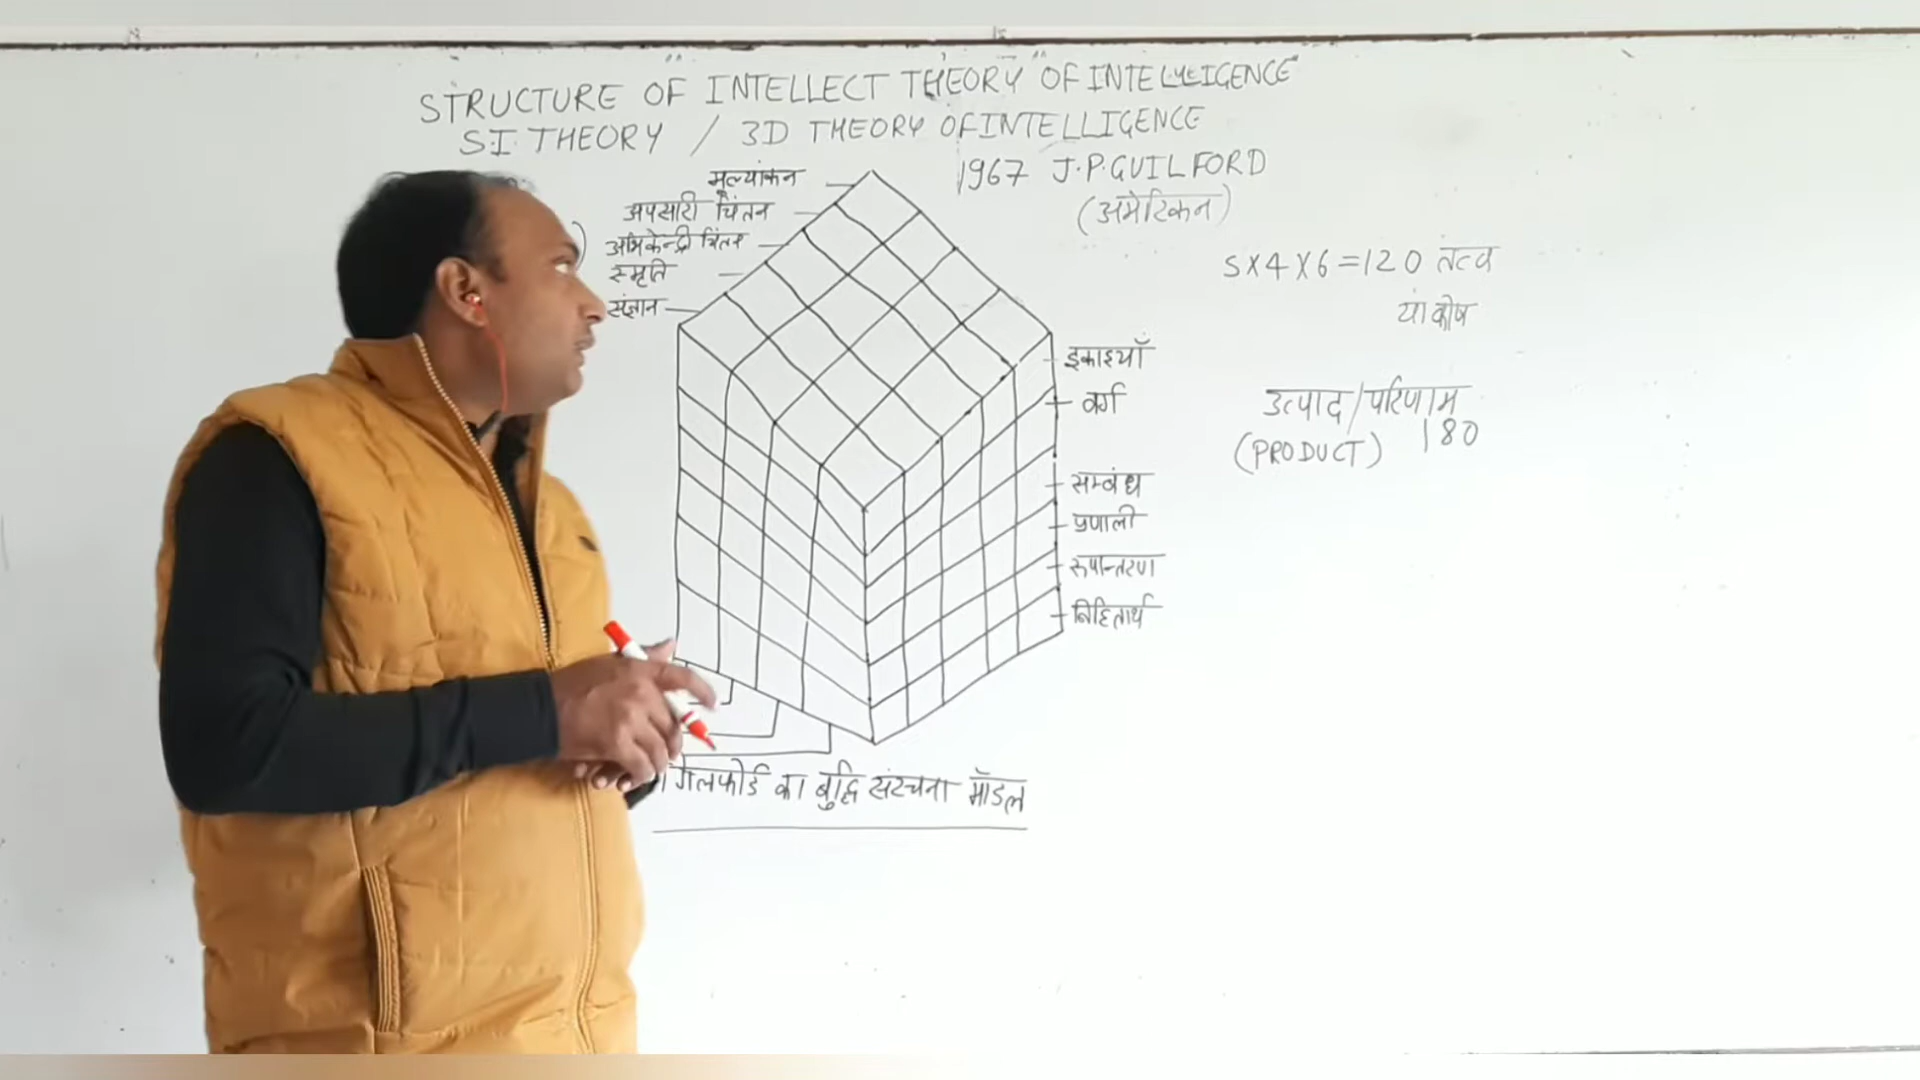 STRUCTURE OF INTELLECT THEORY OF INTELLIGENCE
S.I. THEORY / 3D THEORY OF INTELLIGENCE
1967 J.P. GUILFORD
(अमेरिकन)
मूल्यांकन
अपसारी चिंतन
अभिकेन्द्री चिंतन
स्मृति
संज्ञान
5X4X6=120 तत्व
या कोष
इकाइयाँ
वर्ग
सम्बंध
प्रणाली
रूपान्तरण
निहितार्थ
उत्पाद/परिणाम
(PRODUCT) 180
गिलफोर्ड का बुद्धि संरचना मॉडल